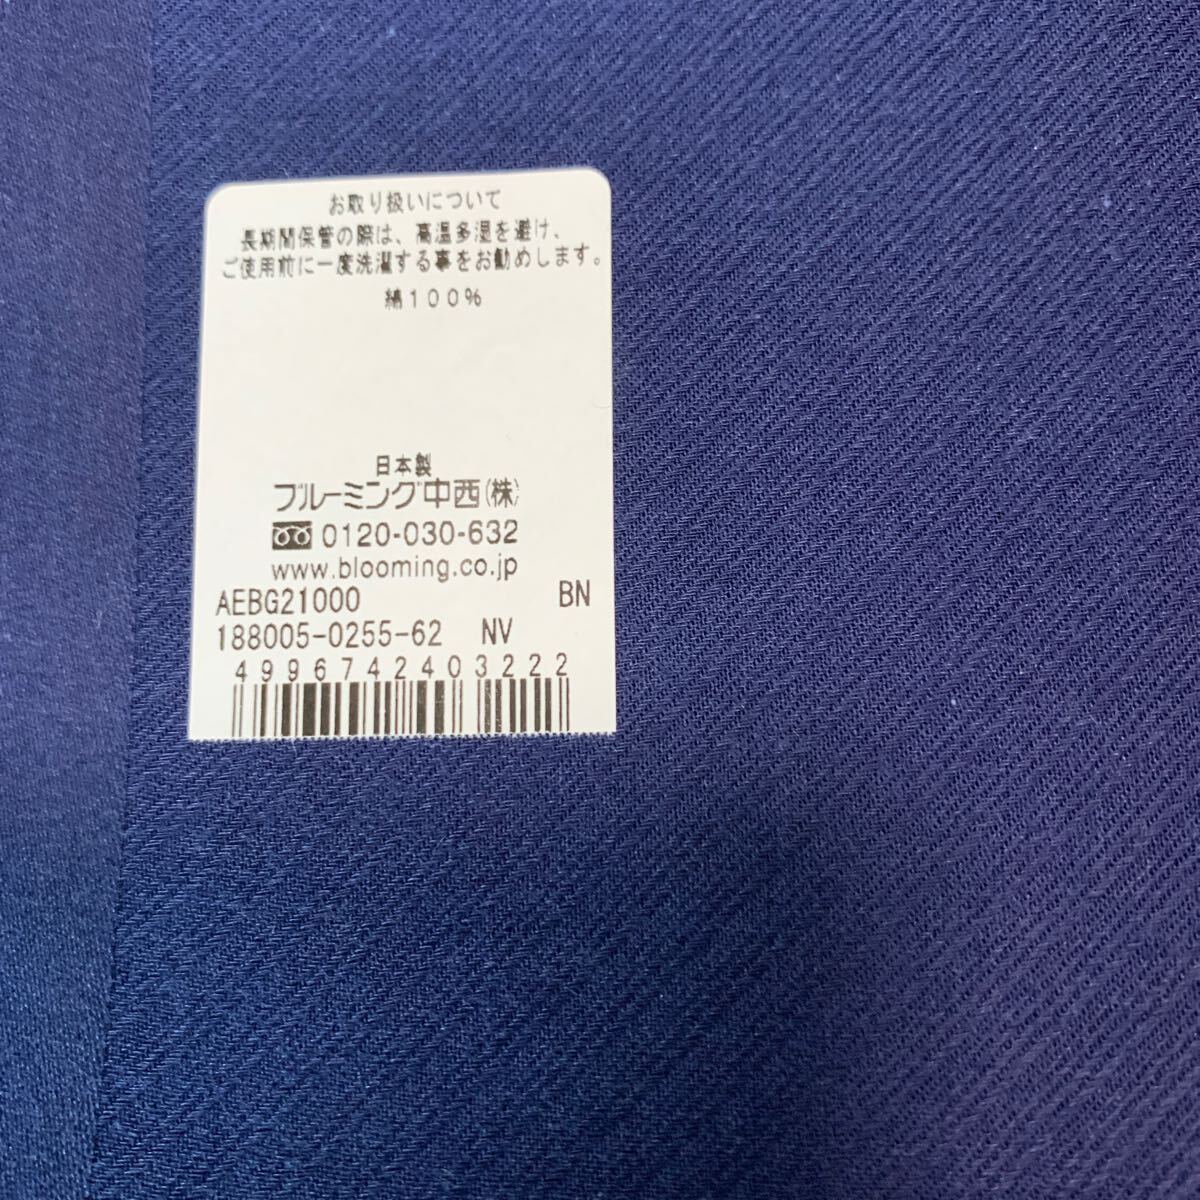 お取り扱いについて
長期間保管の際は、高温多湿を避け、
ご使用前に一度洗濯する事をお勧めします。
綿100%
日本製
ブルーミング中西(株)
0120-030-632
www.blooming.co.jp
AEBG21000 BN
188005-0255-62 NV
4996742403222